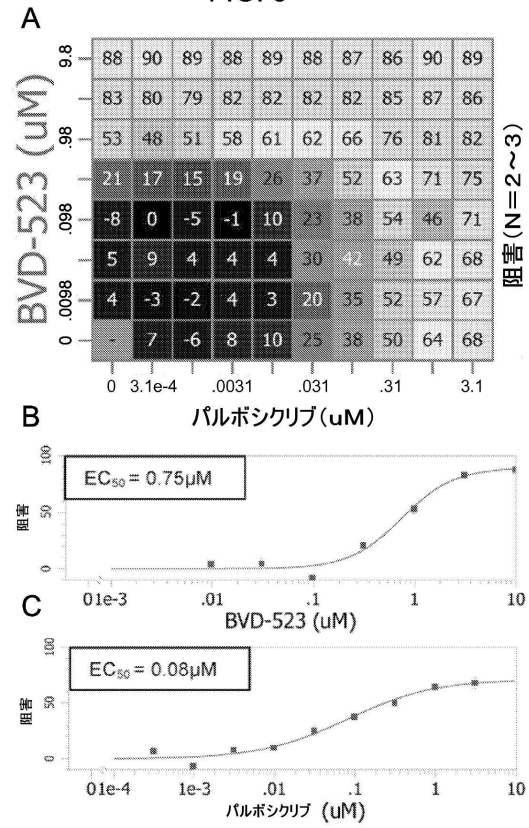 A
9.8 88 90 89 88 89 88 87 86 90 89
83 80 79 82 82 82 82 85 87 86
.98 53 48 51 58 61 62 66 76 81 82
21 17 15 19 26 37 52 63 71 75
.098 -8 0 -5 -1 10 23 38 54 46 71
5 9 4 4 4 30 42 49 62 68
.0098 4 -3 -2 4 3 20 35 52 57 67
0 - 7 -6 8 10 25 38 50 64 68
BVD-523 (uM)
阻害(N=2~3)
0 3.1e-4 .0031 .031 .31 3.1
パルボシクリブ(uM)
B
EC₅₀ = 0.75µM
阻害
100
50
0
01e-3 .01 .1 1 10
BVD-523 (uM)
C
EC₅₀ = 0.08µM
阻害
100
50
0
01e-4 1e-3 .01 .1 1 10
パルボシクリブ (uM)